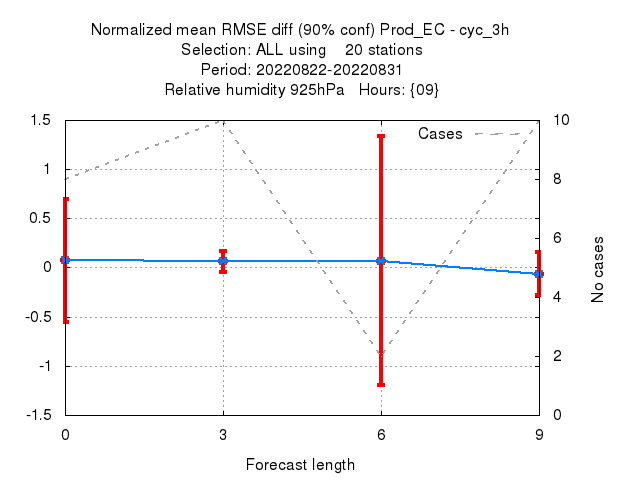 Normalized mean RMSE diff (90% conf) Prod_EC - cyc_3h
Selection: ALL using    20 stations
Period: 20220822-20220831
Relative humidity 925hPa   Hours: {09}
1.5
1
0.5
0
-0.5
-1
-1.5
10
8
6
4
2
0
Cases
No cases
0 3 6 9
Forecast length